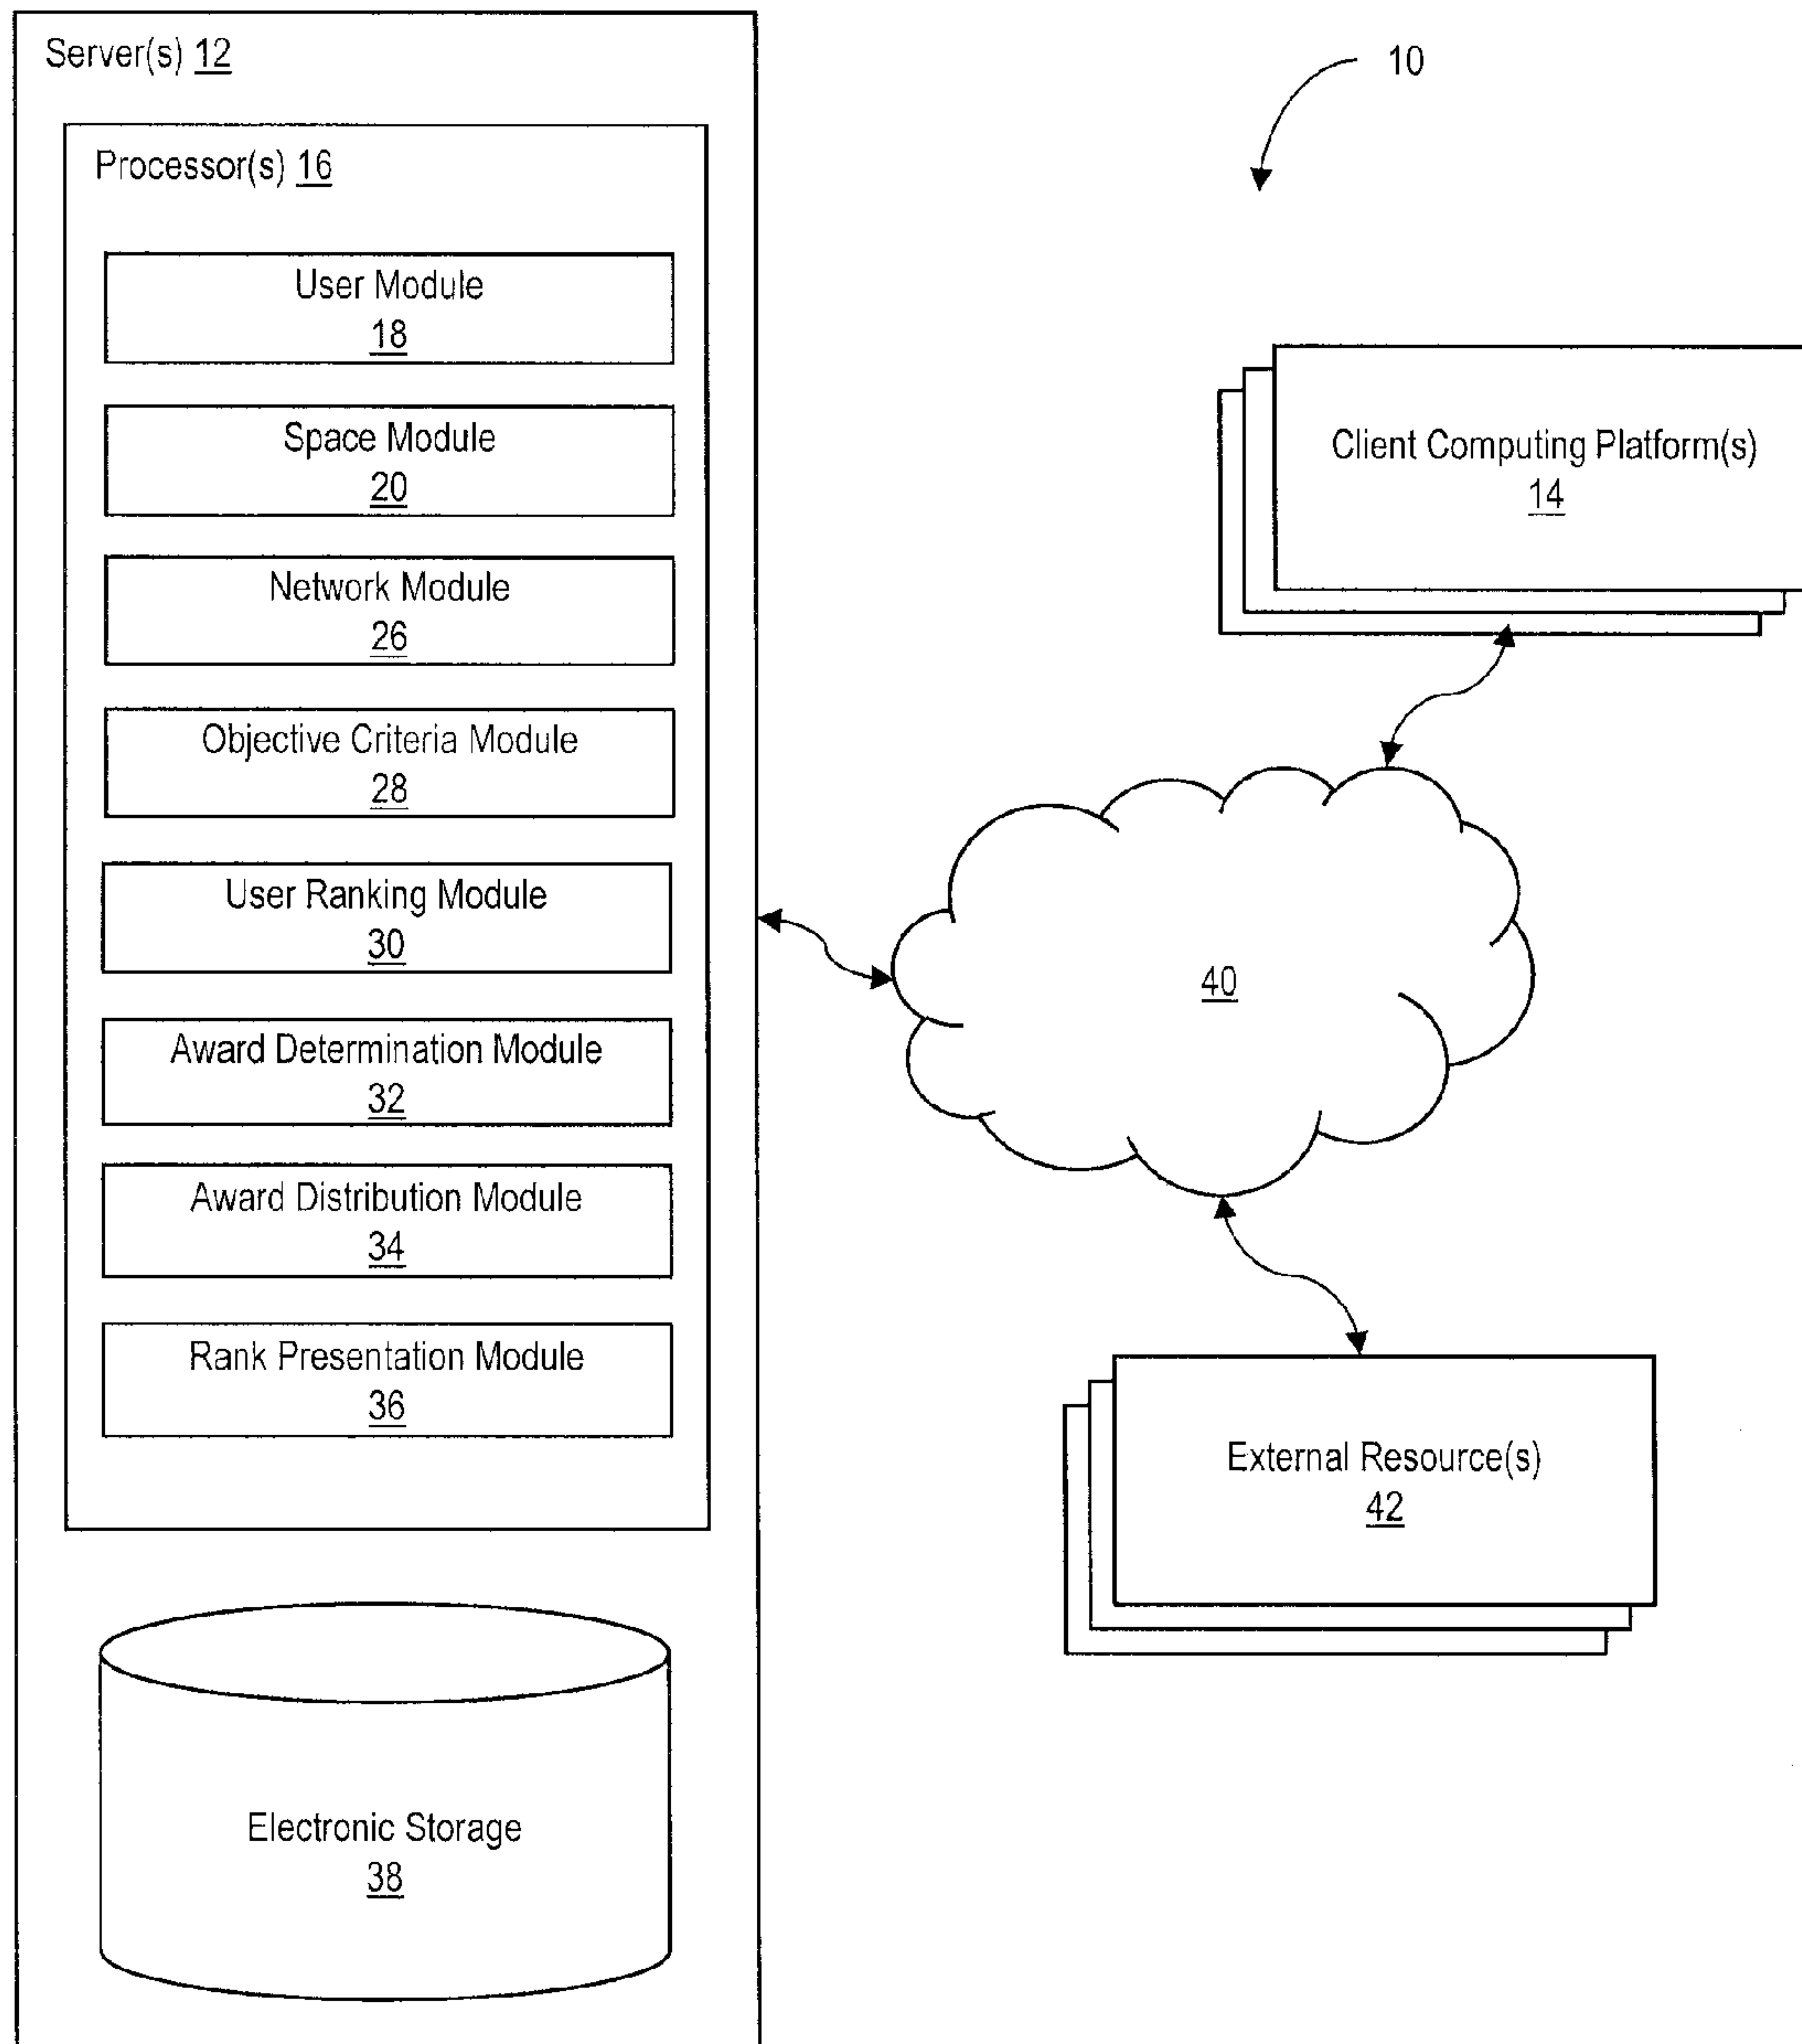 Server(s) 12
10
Processor(s) 16
User Module
18
Space Module
20
Network Module
26
Objective Criteria Module
28
User Ranking Module
30
Award Determination Module
32
Award Distribution Module
34
Rank Presentation Module
36
Electronic Storage
38
Client Computing Platform(s)
14
40
External Resource(s)
42